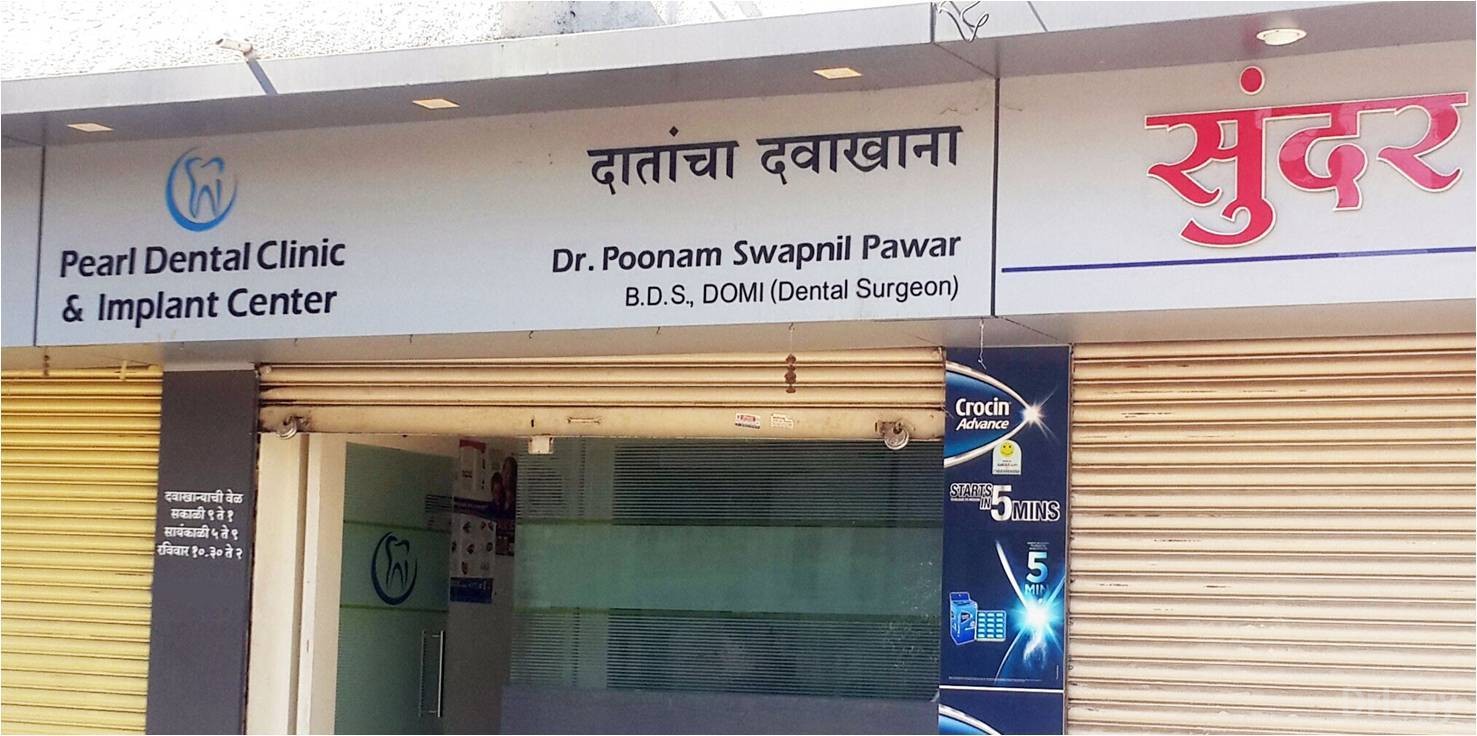 Pearl Dental Clinic
& Implant Center
दातांचा दवाखाना
Dr. Poonam Swapnil Pawar
B.D.S., DOMI (Dental Surgeon)
सुंदर
दवाखान्याची वेळ
सकाळी ९ ते १
सायंकाळी ५ ते ९
रविवार १०.३० ते २
Crocin
Advance
STARTS
IN 5 MINS
5
MIN